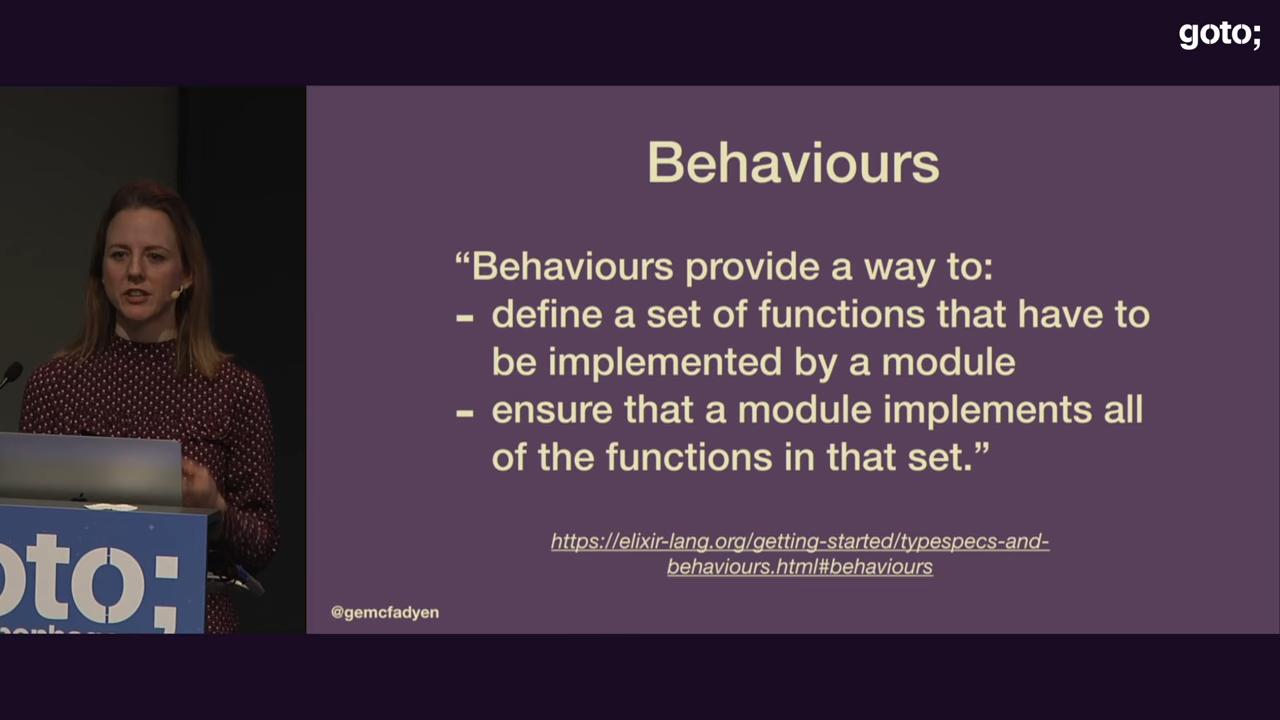 goto;
Behaviours
“Behaviours provide a way to:
- define a set of functions that have to
be implemented by a module
- ensure that a module implements all
of the functions in that set.”
https://elixir-lang.org/getting-started/typespecs-and-
behaviours.html#behaviours
@gemcfadyen
oto;